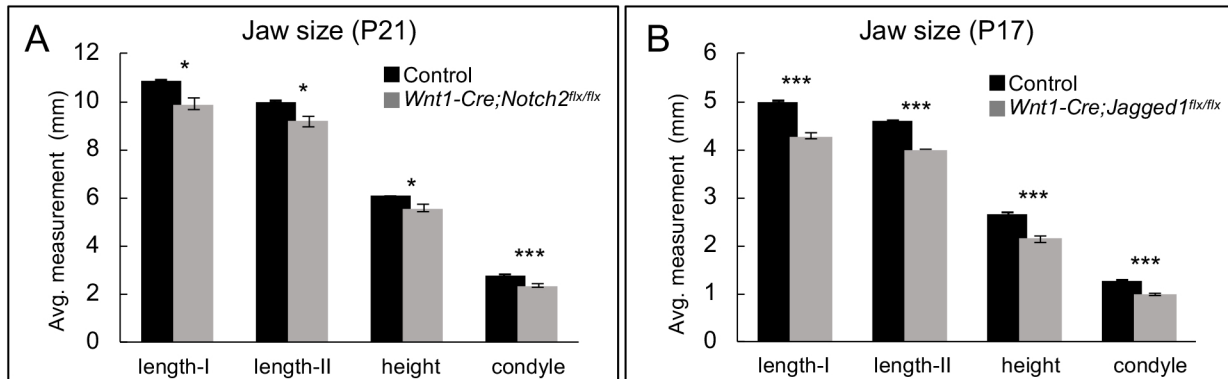 A
Jaw size (P21)
Avg. measurement (mm)
12
10
8
6
4
2
0
Control
Wnt1-Cre;Notch2flx/flx
*
*
*
***
length-I length-II height condyle
B
Jaw size (P17)
Avg. measurement (mm)
6
5
4
3
2
1
0
Control
Wnt1-Cre;Jagged1flx/flx
***
***
***
***
length-I length-II height condyle